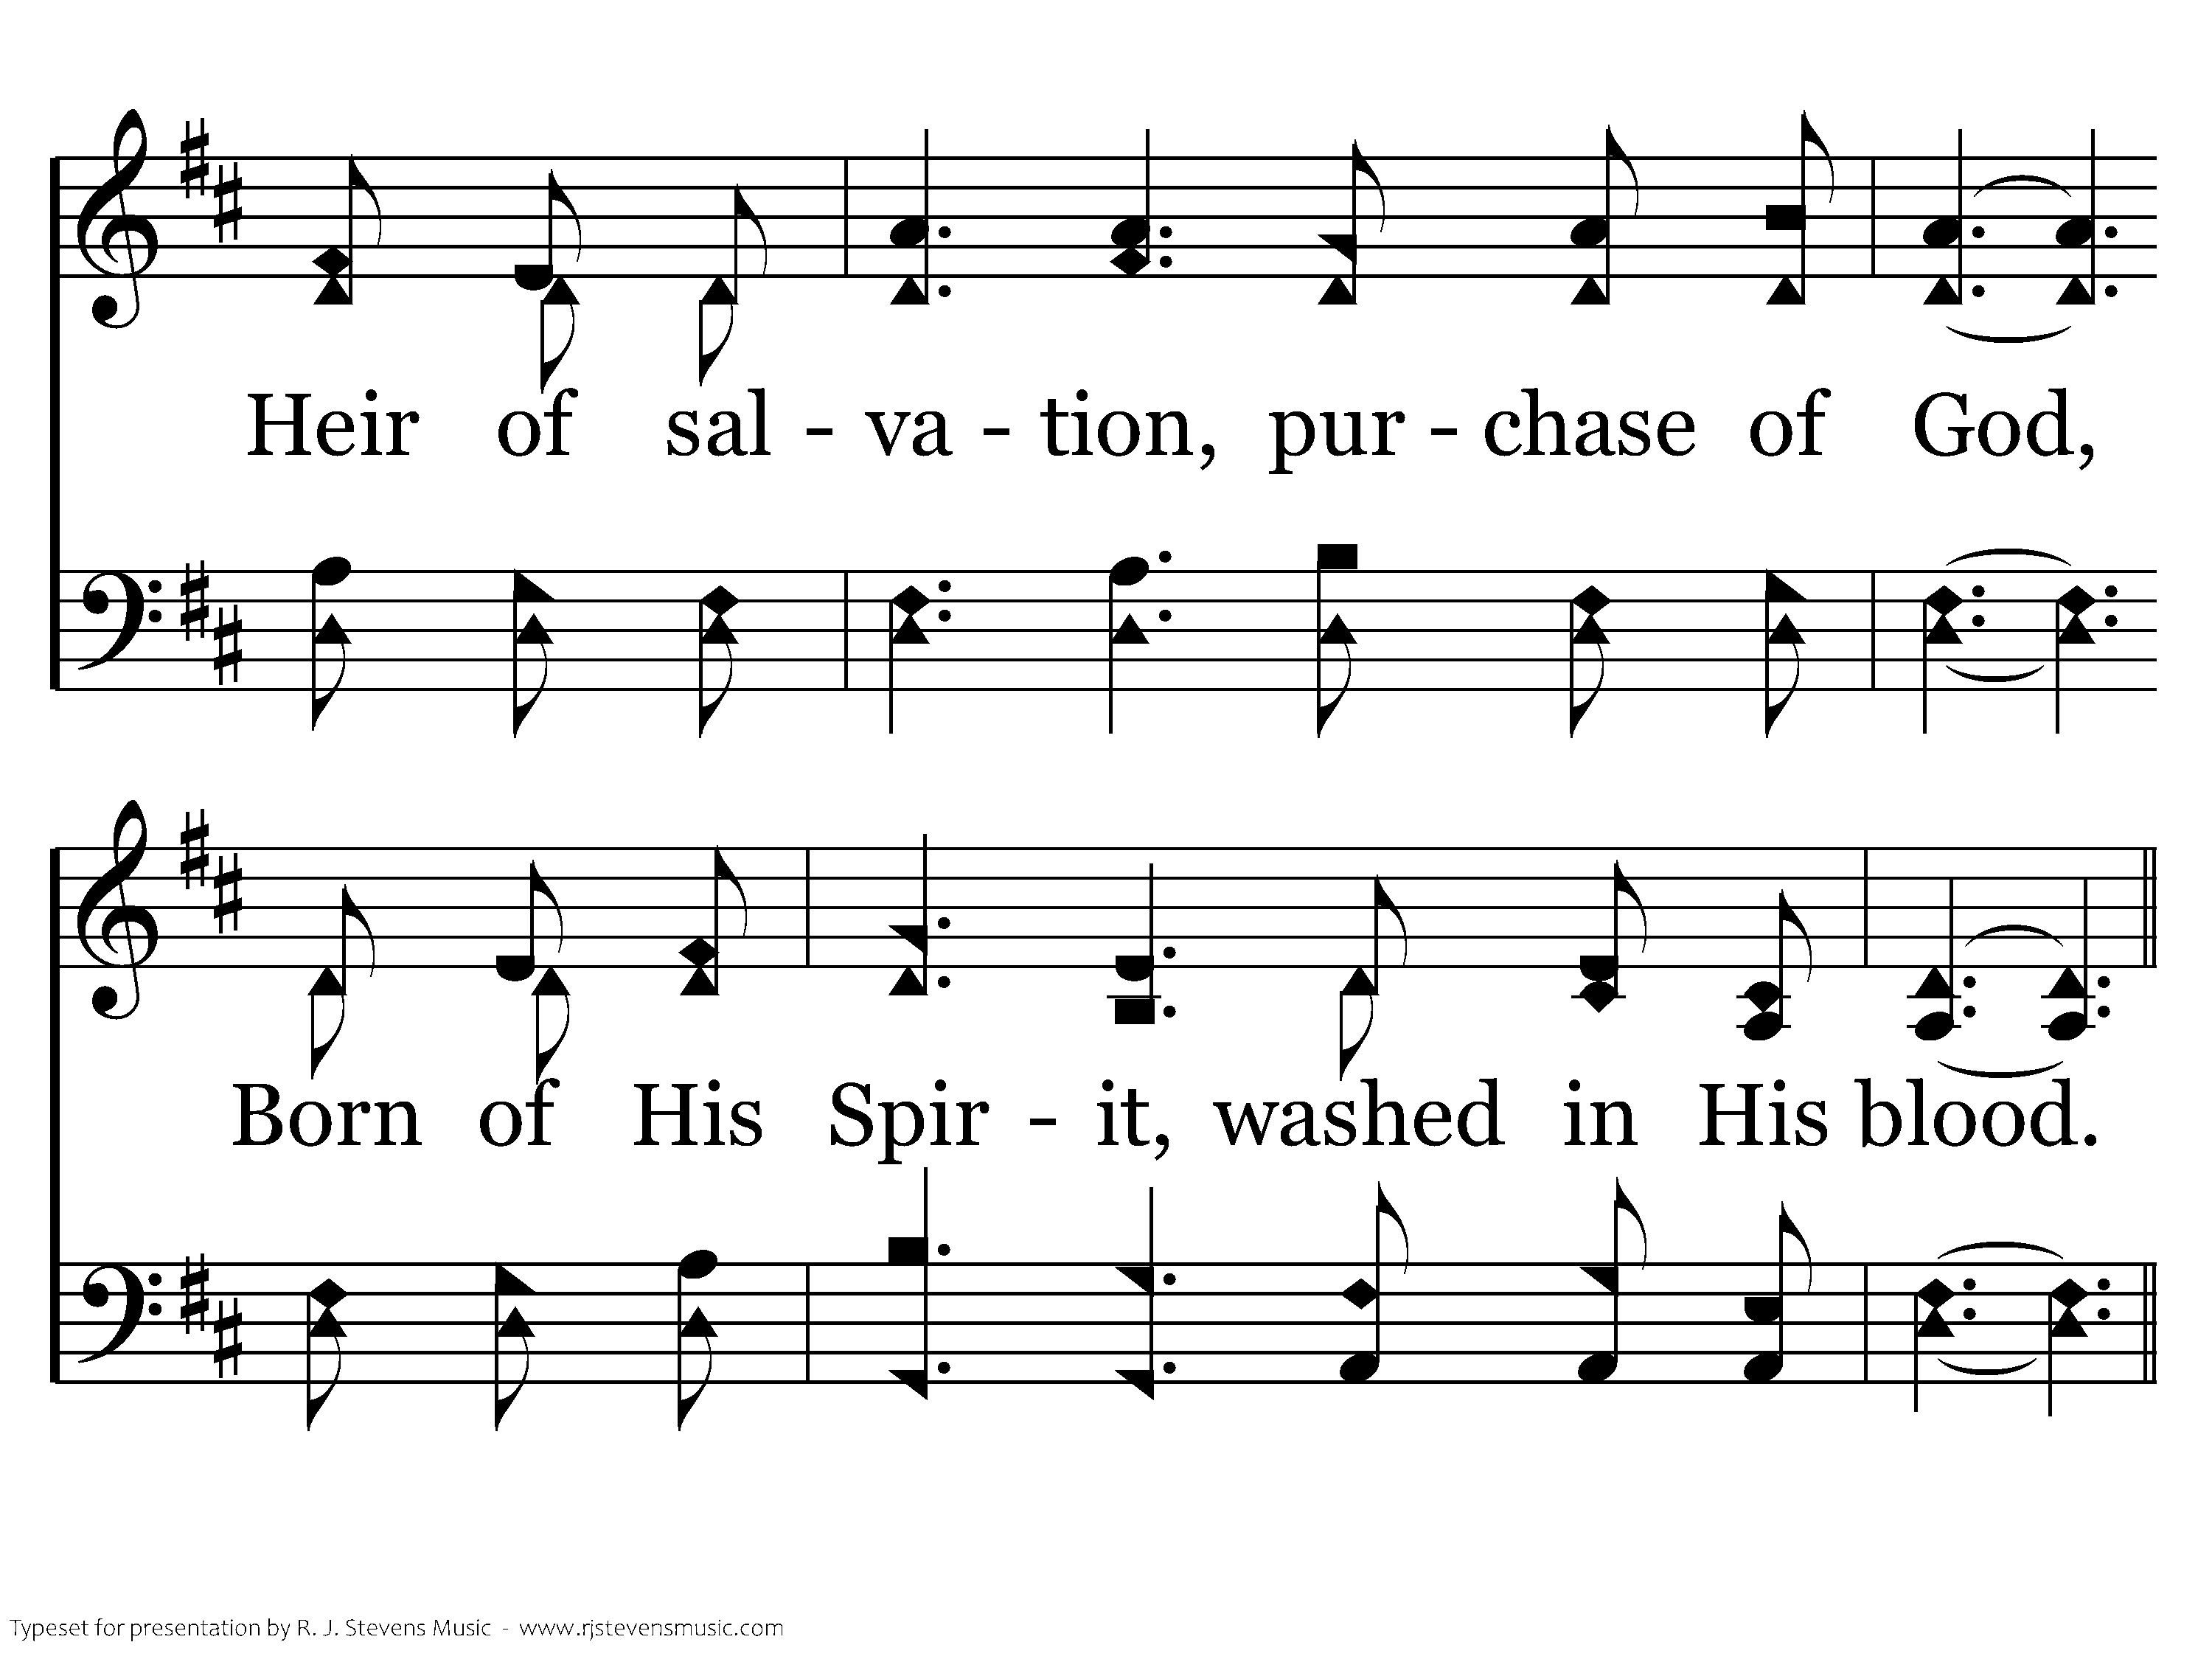 Heir of sal - va - tion, pur - chase of God,
Born of His Spir - it, washed in His blood.
Typeset for presentation by R. J. Stevens Music - www.rjstevensmusic.com